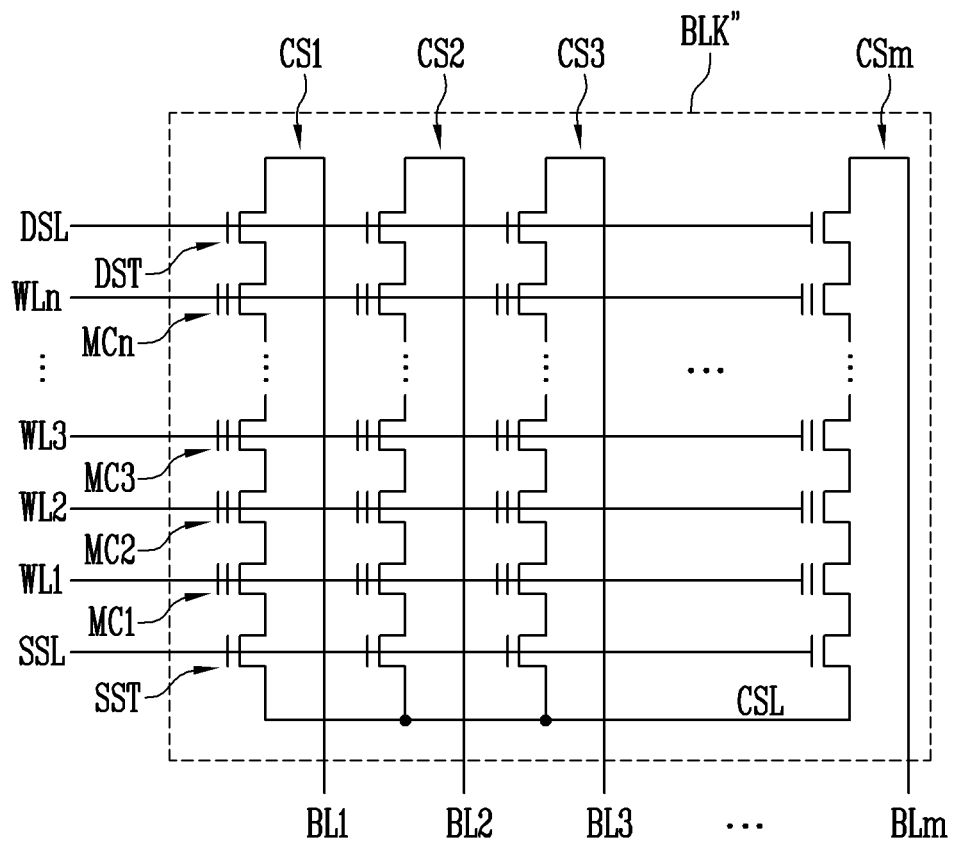 BLK"
CS1 CS2 CS3 CSm
DSL
DST
WLn
MCn
⋮ ⋮ ⋮ ⋮ ... ⋮
WL3
MC3
WL2
MC2
WL1
MC1
SSL
SST
CSL
BL1 BL2 BL3 ... BLm